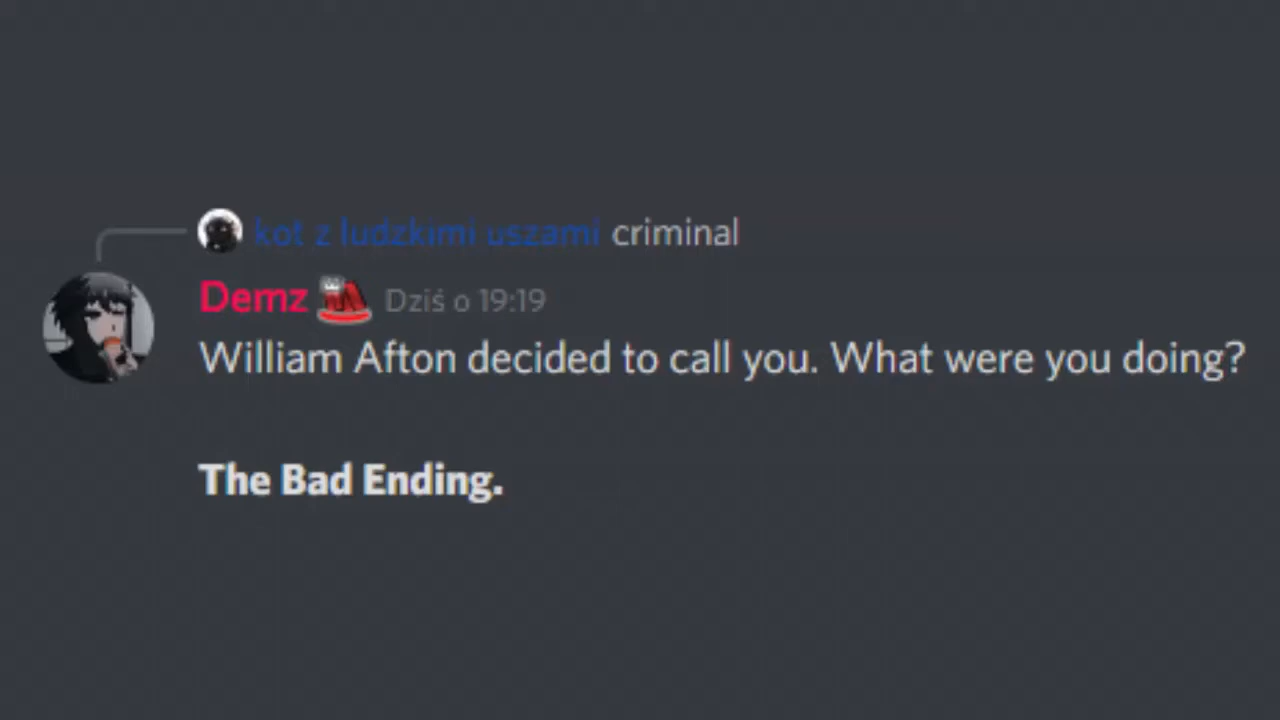 kot z ludzkimi uszami criminal
Demz Dziś o 19:19
William Afton decided to call you. What were you doing?
The Bad Ending.